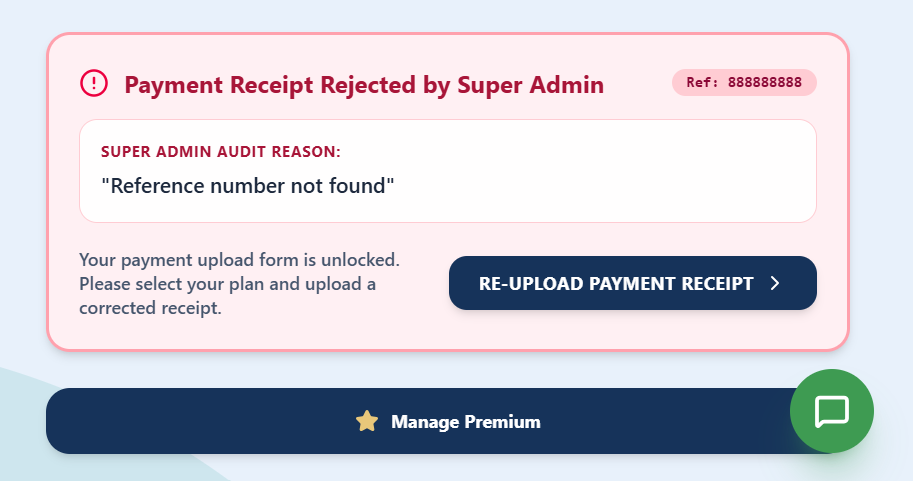 Payment Receipt Rejected by Super Admin
Ref: 888888888
SUPER ADMIN AUDIT REASON:
"Reference number not found"
Your payment upload form is unlocked.
Please select your plan and upload a
corrected receipt.
RE-UPLOAD PAYMENT RECEIPT
Manage Premium